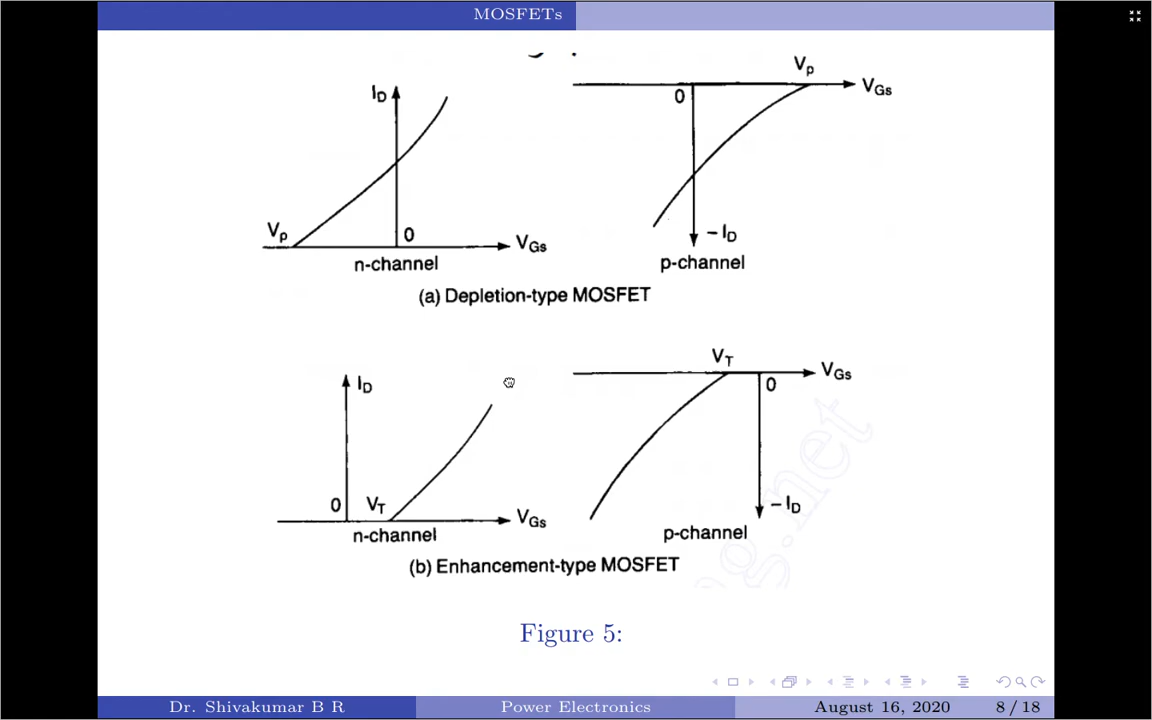 MOSFETs
I_D
V_p
0
V_Gs
n-channel
V_p
0
V_Gs
–I_D
p-channel
(a) Depletion-type MOSFET
I_D
0
V_T
V_Gs
n-channel
V_T
V_Gs
0
–I_D
p-channel
(b) Enhancement-type MOSFET
Figure 5:
Dr. Shivakumar B R
Power Electronics
August 16, 2020
8 / 18